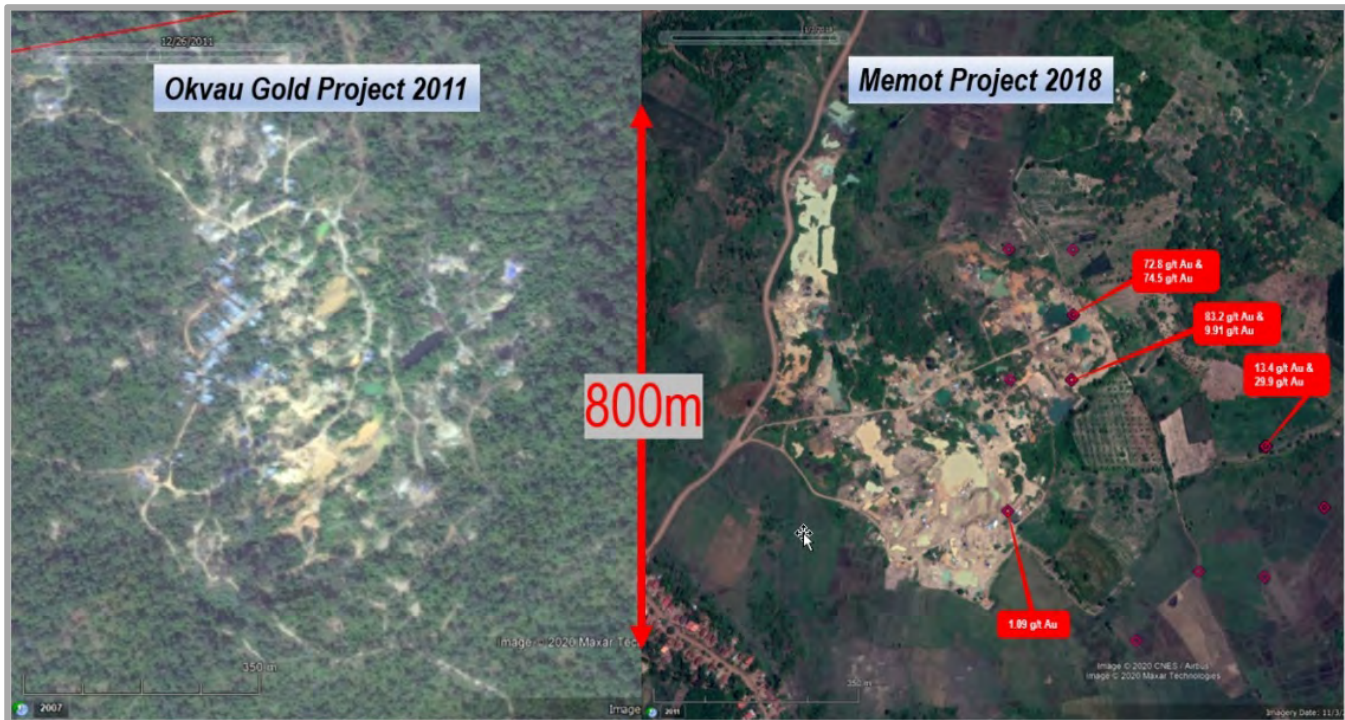 12/25/2011
Okvau Gold Project 2011
Memot Project 2018
72.8 g/t Au &
74.5 g/t Au
83.2 g/t Au &
9.91 g/t Au
13.4 g/t Au &
29.9 g/t Au
800m
1.09 g/t Au
Image © 2020 Maxar Tec
350 m
2007
Image
Image © 2020 CNES / Airbus
Image © 2020 Maxar Technologies
350 m
2011
Imagery Date: 11/3/